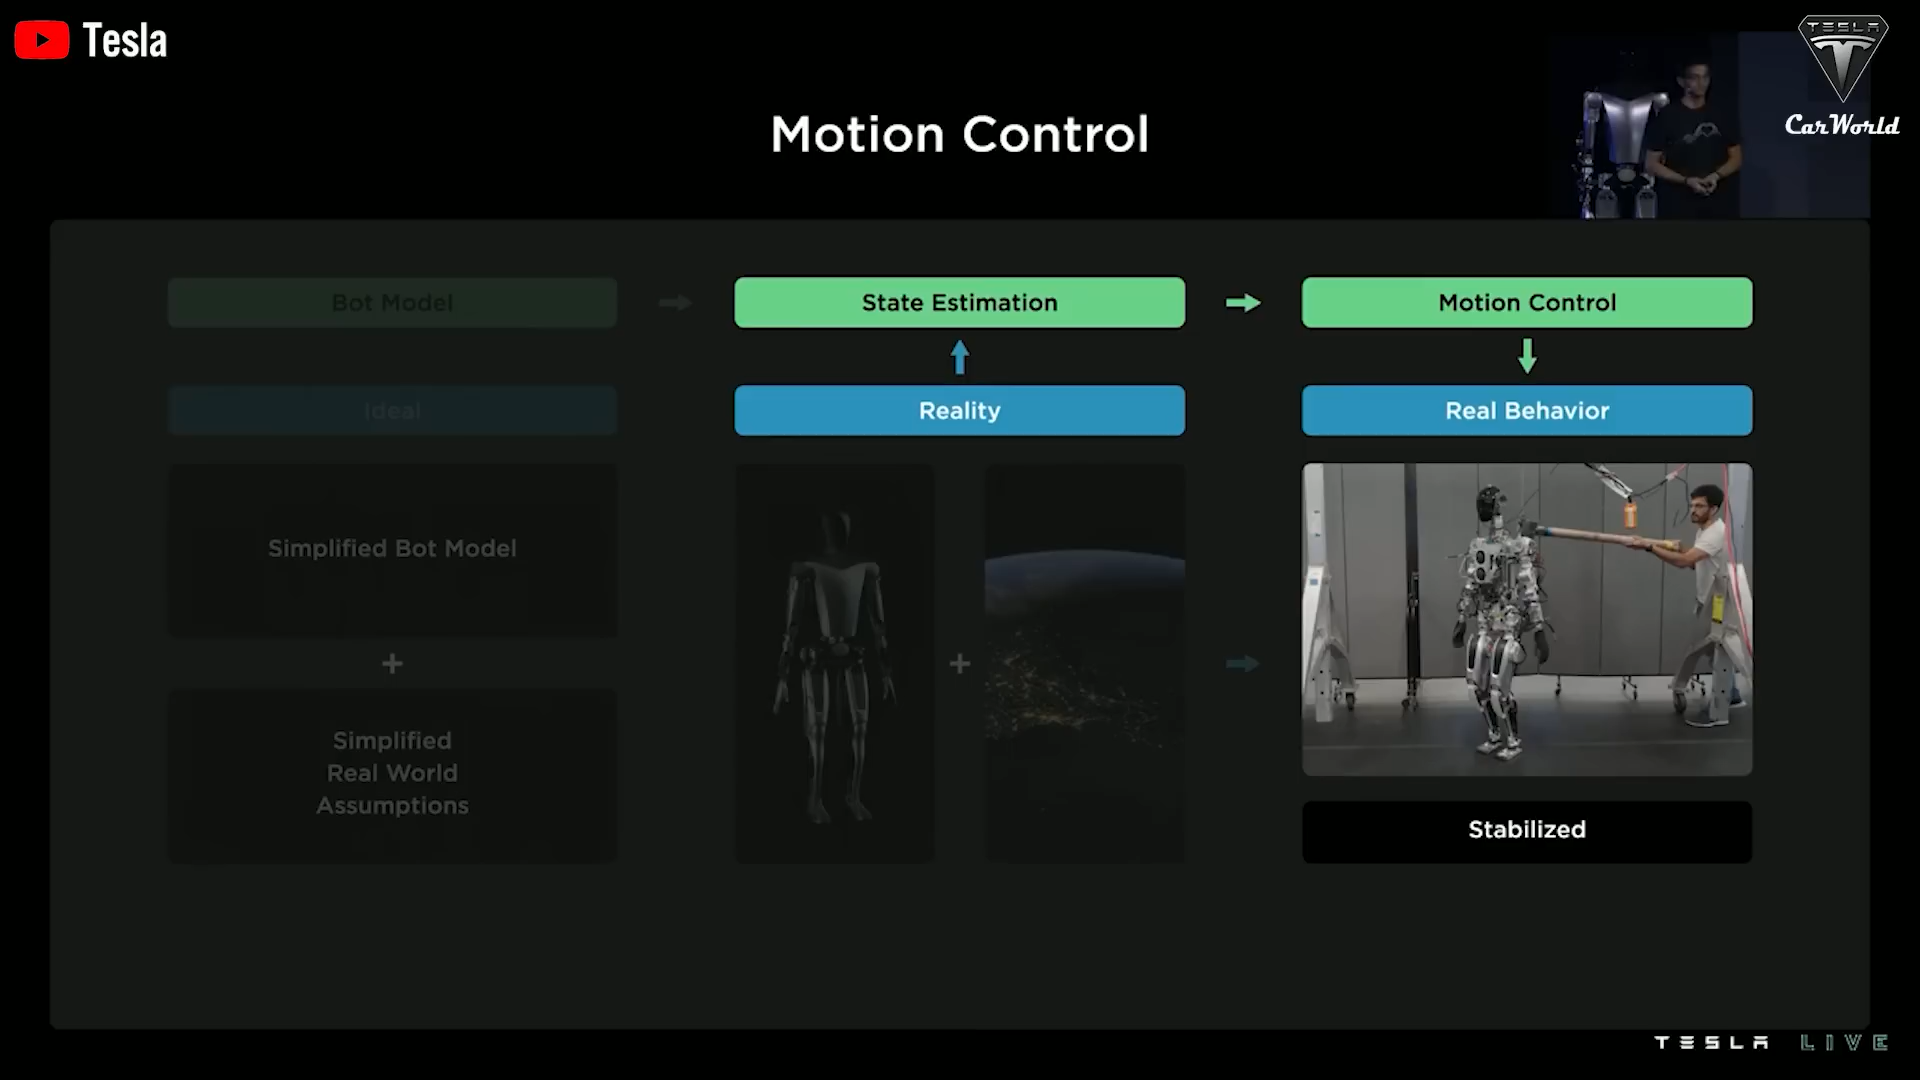 Tesla
TESLA
CarWorld
Motion Control
Bot Model
State Estimation
Motion Control
Ideal
Reality
Real Behavior
Simplified Bot Model
+
+
Simplified
Real World
Assumptions
Stabilized
TESLA LIVE